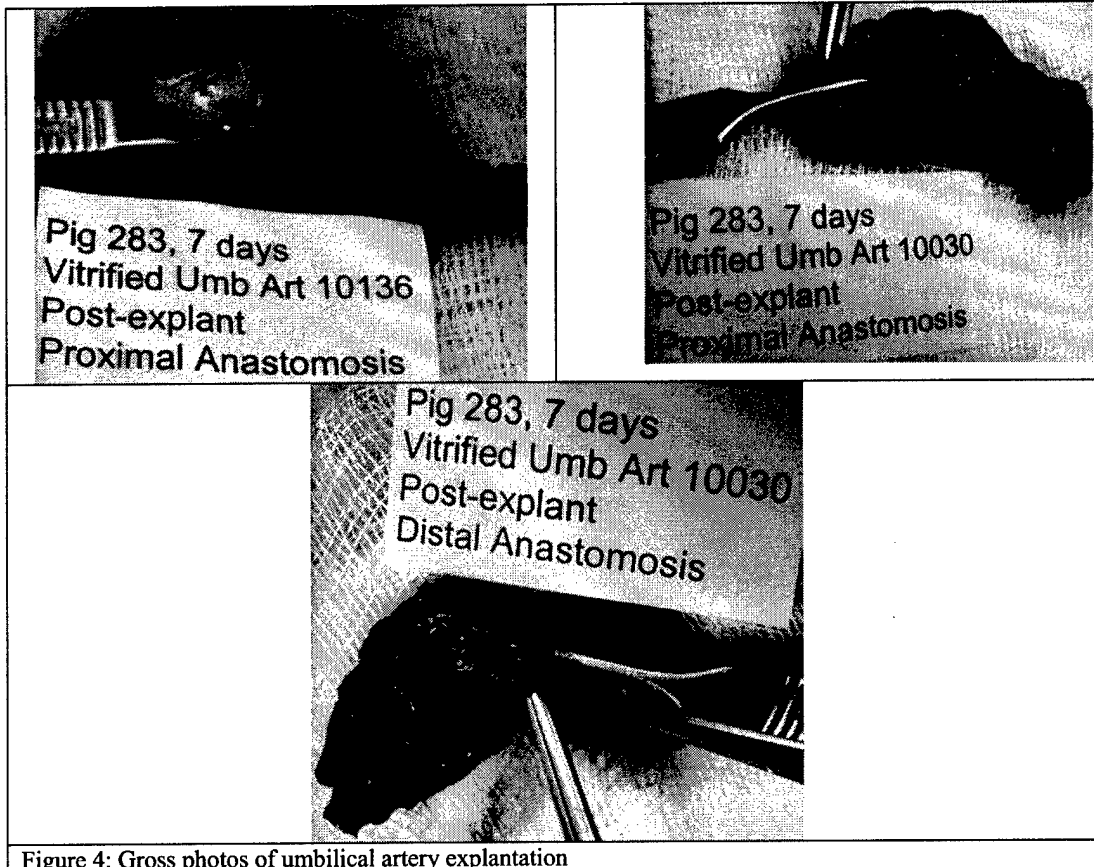 Pig 283, 7 days
Vitrified Umb Art 10136
Post-explant
Proximal Anastomosis
Pig 283, 7 days
Vitrified Umb Art 10030
Post-explant
Proximal Anastomosis
Pig 283, 7 days
Vitrified Umb Art 10030
Post-explant
Distal Anastomosis
Figure 4: Gross photos of umbilical artery explantation